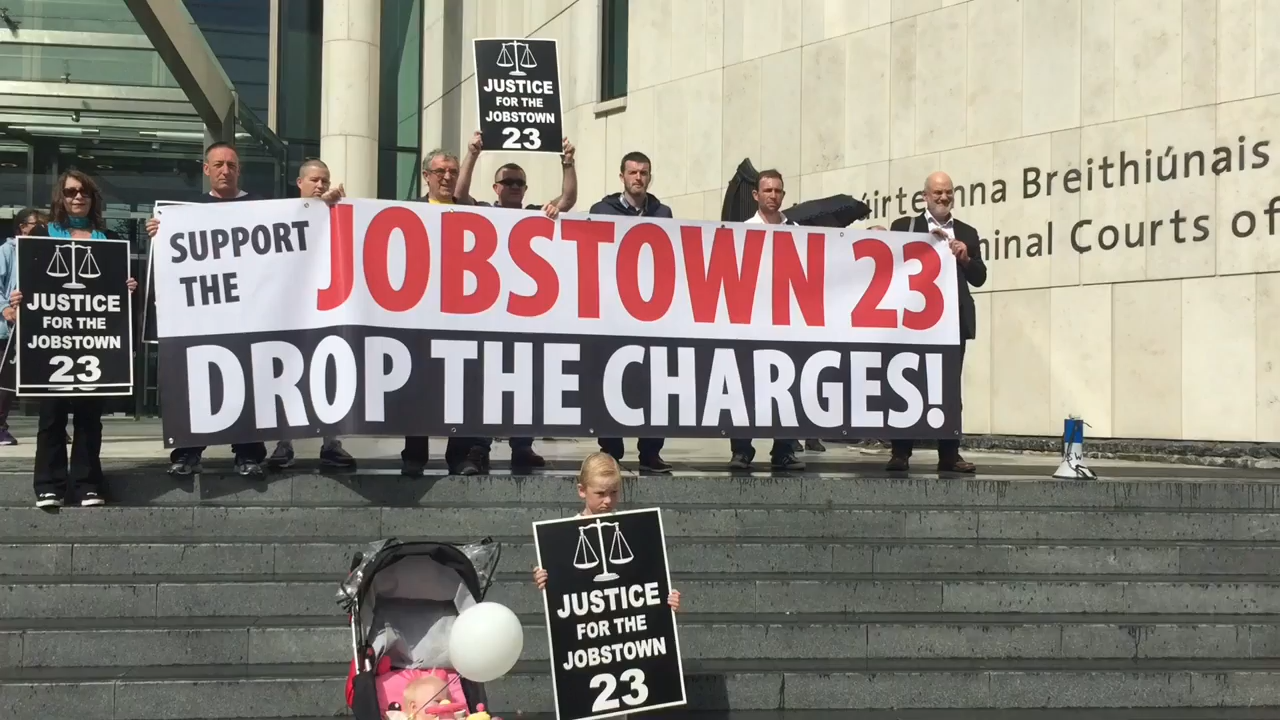 JUSTICE
FOR THE
JOBSTOWN
23
SUPPORT
THE
JOBSTOWN 23
DROP THE CHARGES!
Breithiúnais
Courts of
JUSTICE
FOR THE
JOBSTOWN
23
JUSTICE
FOR THE
JOBSTOWN
23